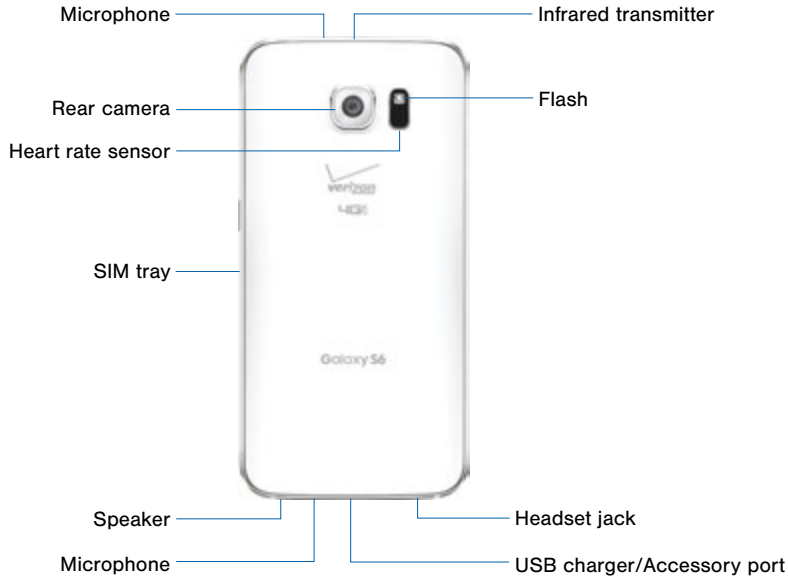 Microphone
Infrared transmitter
Rear camera
Flash
Heart rate sensor
verizon
SIM tray
Galaxy S6
Speaker
Headset jack
Microphone
USB charger/Accessory port